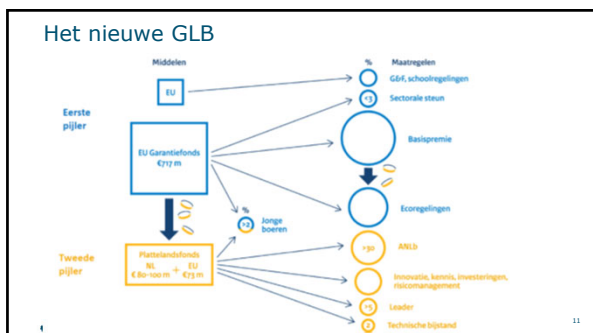 Het nieuwe GLB
Middelen
%
Maatregelen
EU
G&F, schoolregelingen
<3
Sectorale steun
Eerste
pijler
EU Garantiefonds
€717 m
Basispremie
%
>2
Jonge
boeren
Ecoregelingen
Tweede
pijler
Plattelandsfonds
NL
€ 80-100 m
+
EU
€73 m
>30
ANLb
Innovatie, kennis, investeringen,
risicomanagement
>5
Leader
2
Technische bijstand
11